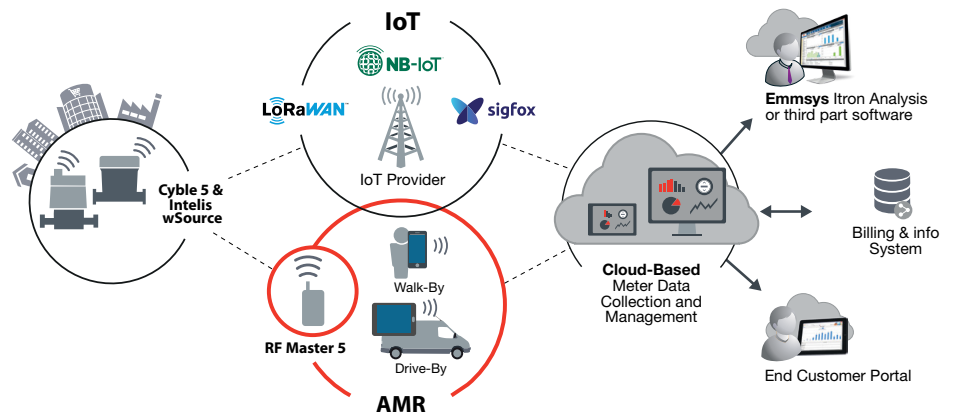 IoT
NB-IoT
LoRaWAN™
sigfox
IoT Provider
Cyble 5 &
Intelis
wSource
Walk-By
RF Master 5
Drive-By
AMR
Cloud-Based
Meter Data
Collection and
Management
Emmsys Itron Analysis
or third part software
Billing & info
System
End Customer Portal